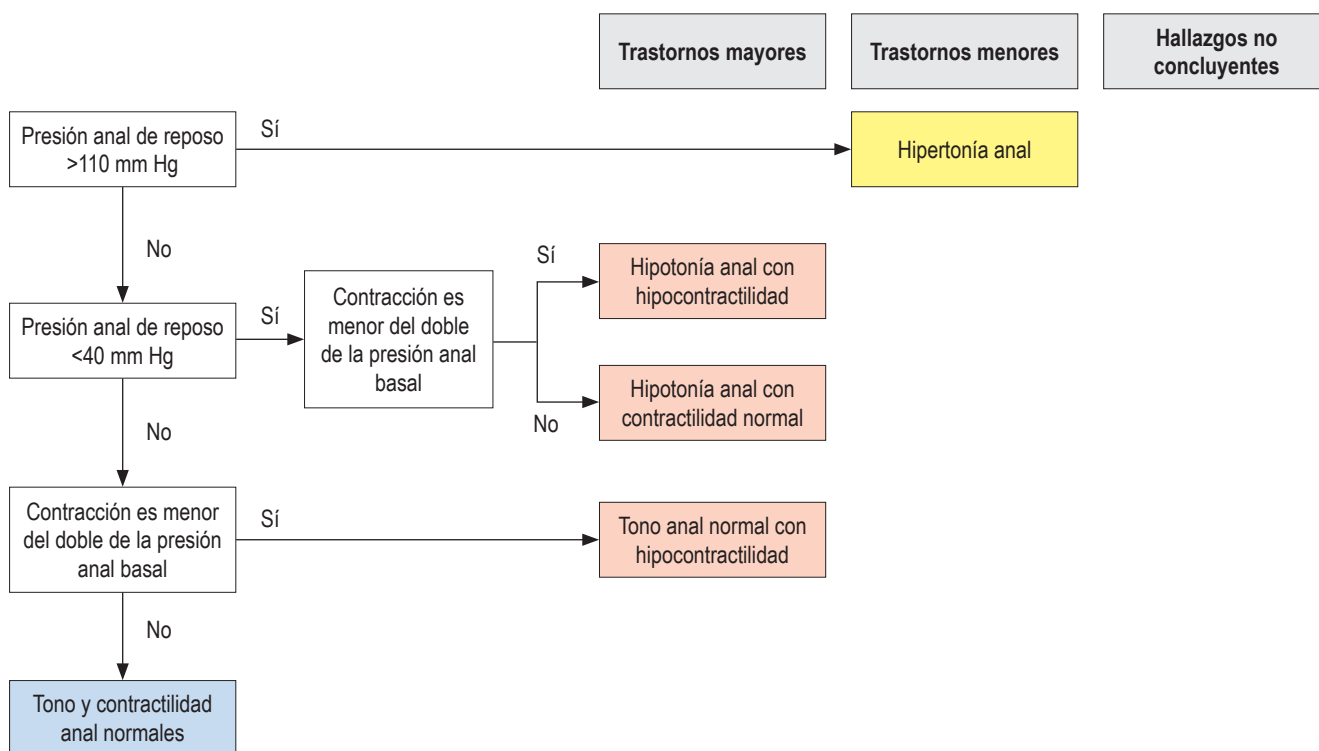 Trastornos mayores
Trastornos menores
Hallazgos no
concluyentes
Presión anal de reposo
>110 mm Hg
Sí
Hipertonía anal
No
Presión anal de reposo
<40 mm Hg
Sí
Contracción es
menor del doble
de la presión anal
basal
Sí
Hipotonía anal con
hipocontractilidad
No
Hipotonía anal con
contractilidad normal
No
Contracción es menor
del doble de la presión
anal basal
Sí
Tono anal normal con
hipocontractilidad
No
Tono y contractilidad
anal normales